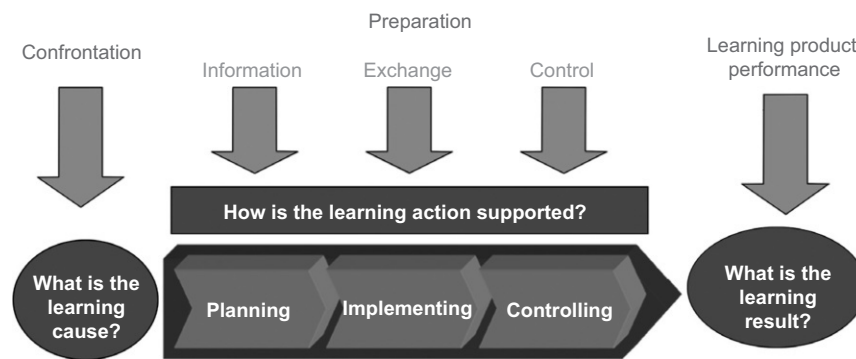 Preparation
Confrontation
Learning product
performance
Information
Exchange
Control
How is the learning action supported?
What is the
learning
cause?
Planning
Implementing
Controlling
What is the
learning
result?